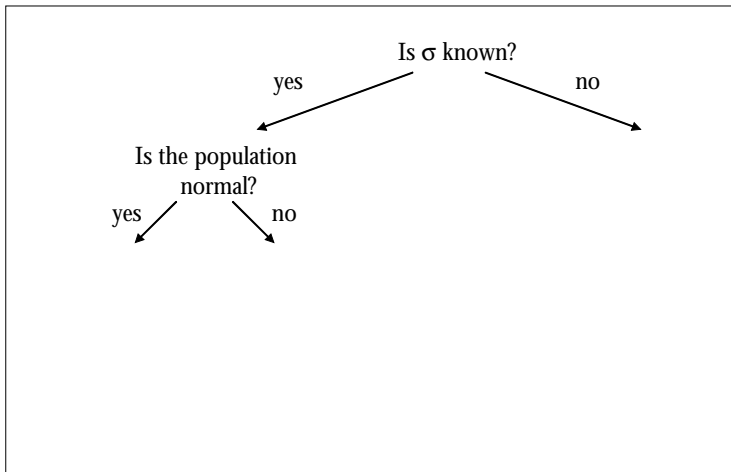 Is σ known?
yes
no
Is the population
normal?
yes
no